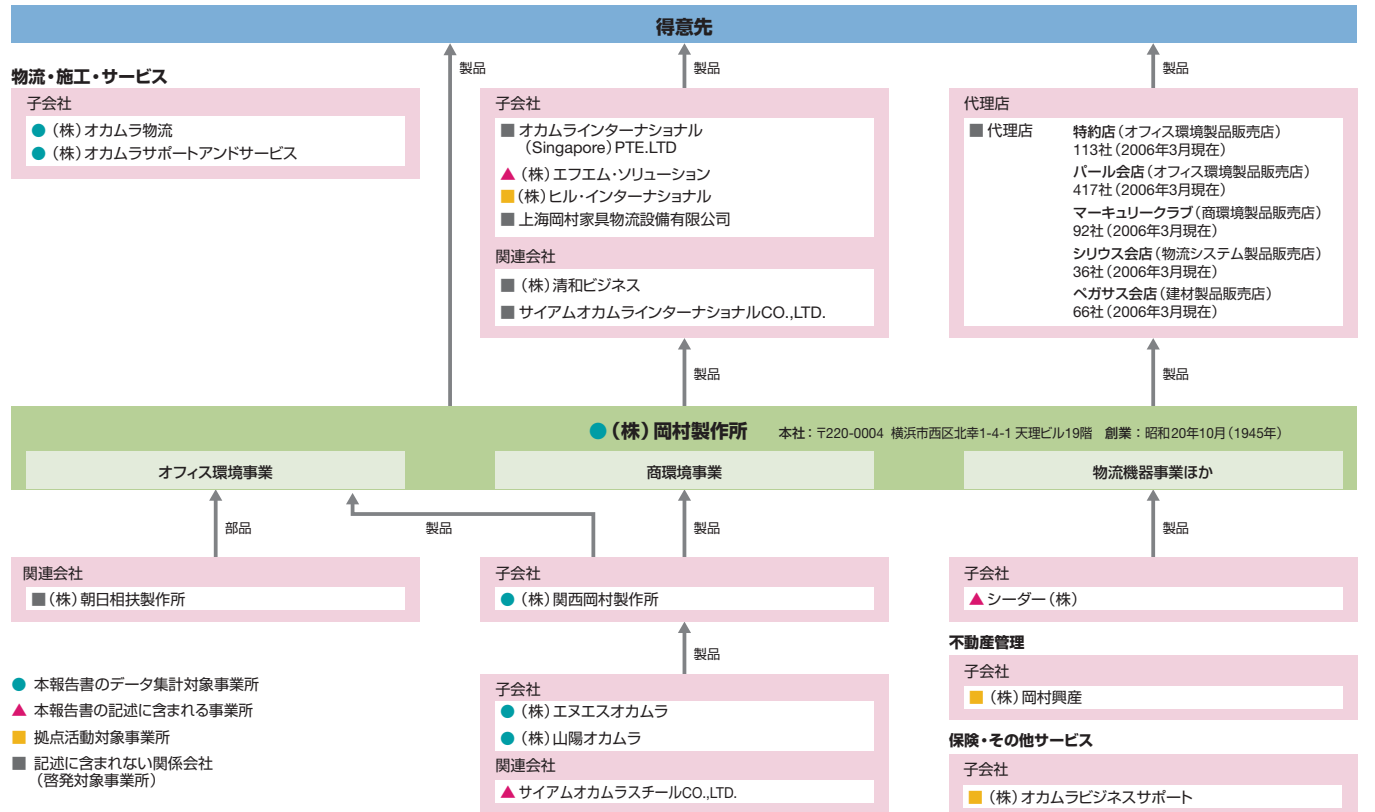 得意先
製品
製品
製品
物流・施工・サービス
子会社
● (株)オカムラ物流
● (株)オカムラサポートアンドサービス
子会社
■ オカムラインターナショナル
(Singapore) PTE.LTD
▲ (株)エフエム・ソリューション
■ (株)ヒル・インターナショナル
■ 上海岡村家具物流設備有限公司
関連会社
■ (株)清和ビジネス
■ サイアムオカムラインターナショナルCO.,LTD.
代理店
■ 代理店 特約店(オフィス環境製品販売店)
113社(2006年3月現在)
パール会店(オフィス環境製品販売店)
417社(2006年3月現在)
マーキュリークラブ(商環境製品販売店)
92社(2006年3月現在)
シリウス会店(物流システム製品販売店)
36社(2006年3月現在)
ペガサス会店(建材製品販売店)
66社(2006年3月現在)
製品
製品
●(株)岡村製作所 本社:〒220-0004 横浜市西区北幸1-4-1 天理ビル19階 創業:昭和20年10月(1945年)
オフィス環境事業
商環境事業
物流機器事業ほか
部品
製品
製品
製品
関連会社
■ (株)朝日相扶製作所
子会社
● (株)関西岡村製作所
製品
子会社
● (株)エヌエスオカムラ
● (株)山陽オカムラ
関連会社
▲ サイアムオカムラスチールCO.,LTD.
子会社
▲ シーダー(株)
不動産管理
子会社
■ (株)岡村興産
保険・その他サービス
子会社
■ (株)オカムラビジネスサポート
● 本報告書のデータ集計対象事業所
▲ 本報告書の記述に含まれる事業所
■ 拠点活動対象事業所
■ 記述に含まれない関係会社
(啓発対象事業所)